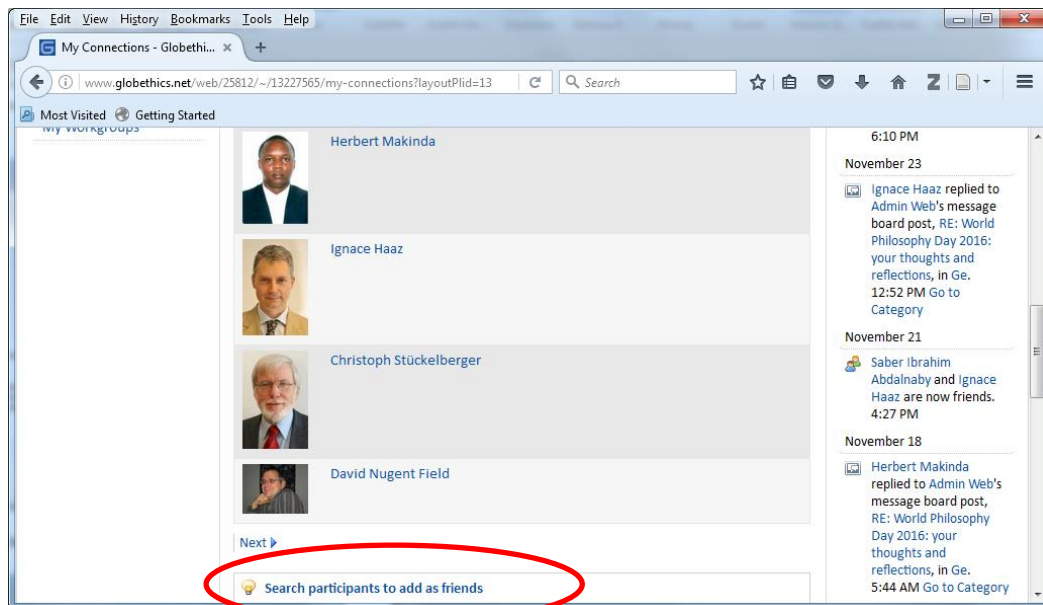 File Edit View History Bookmarks Tools Help
My Connections - Globethi... × +
www.globethics.net/web/25812/~/13227565/my-connections?layoutPlid=13
Search
Most Visited Getting Started
My Workgroups
Herbert Makinda
Ignace Haaz
Christoph Stückelberger
David Nugent Field
Next
Search participants to add as friends
6:10 PM
November 23
Ignace Haaz replied to
Admin Web's message
board post, RE: World
Philosophy Day 2016:
your thoughts and
reflections, in Ge.
12:52 PM Go to
Category
November 21
Saber Ibrahim
Abdalnaby and Ignace
Haaz are now friends.
4:27 PM
November 18
Herbert Makinda
replied to Admin Web's
message board post,
RE: World Philosophy
Day 2016: your
thoughts and
reflections, in Ge.
5:44 AM Go to Category